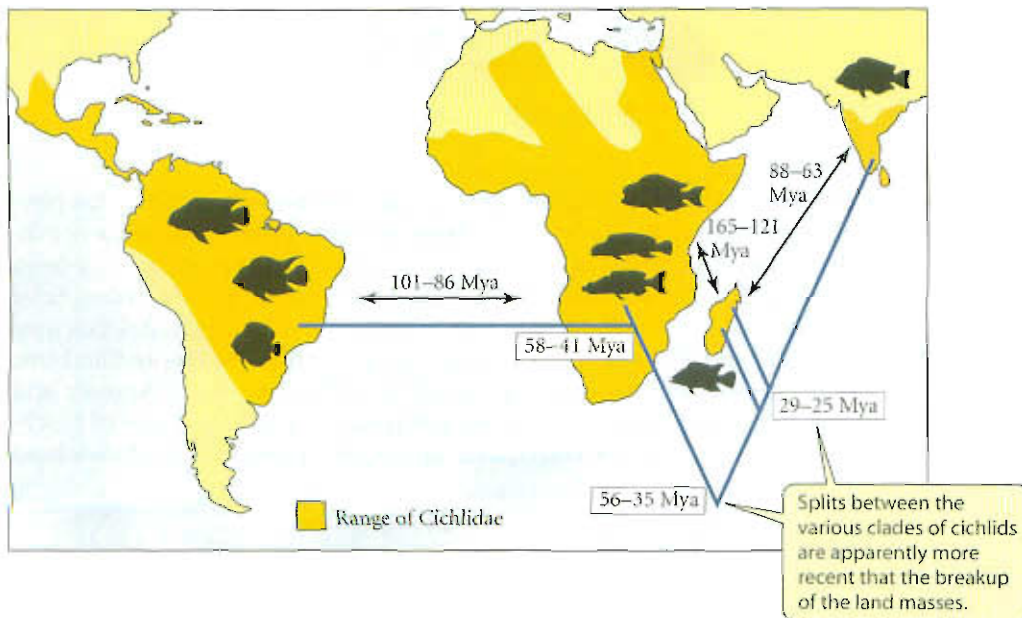 88–63
Mya
165–121
Mya
101–86 Mya
58–41 Mya
29–25 Mya
56–35 Mya
Range of Cichlidae
Splits between the
various clades of cichlids
are apparently more
recent that the breakup
of the land masses.